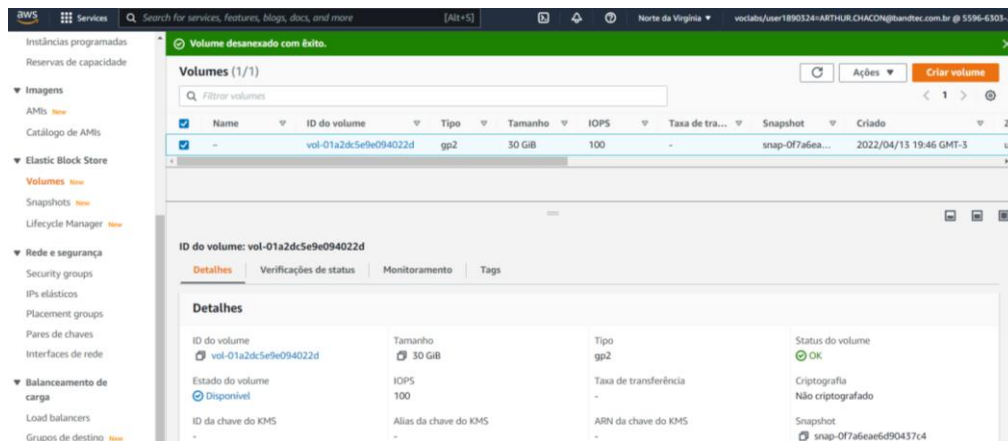 aws Services Search for services, features, blogs, docs, and more [Alt+S] Norte da Virgínia voclabs/user1890324=ARTHUR.CHACON@bandtec.com.br @ 5596-6303-
Instâncias programadas
Reservas de capacidade
Imagens
AMIs New
Catálogo de AMIs
Elastic Block Store
Volumes New
Snapshots New
Lifecycle Manager New
Rede e segurança
Security groups
IPs elásticos
Placement groups
Pares de chaves
Interfaces de rede
Balanceamento de
carga
Load balancers
Grupos de destino New
Volume desanexado com êxito.
Volumes (1/1) Ações Criar volume
Filtrar volumes 1
Name ID do volume Tipo Tamanho IOPS Taxa de tra... Snapshot Criado
- vol-01a2dc5e9e094022d gp2 30 GiB 100 - snap-0f7a6ea... 2022/04/13 19:46 GMT-3
ID do volume: vol-01a2dc5e9e094022d
Detalhes Verificações de status Monitoramento Tags
Detalhes
ID do volume Tamanho Tipo Status do volume
vol-01a2dc5e9e094022d 30 GiB gp2 OK
Estado do volume IOPS Taxa de transferência Criptografia
Disponível 100 - Não criptografado
ID da chave do KMS Alias da chave do KMS ARN da chave do KMS Snapshot
- - - snap-0f7a6eae6d90437c4